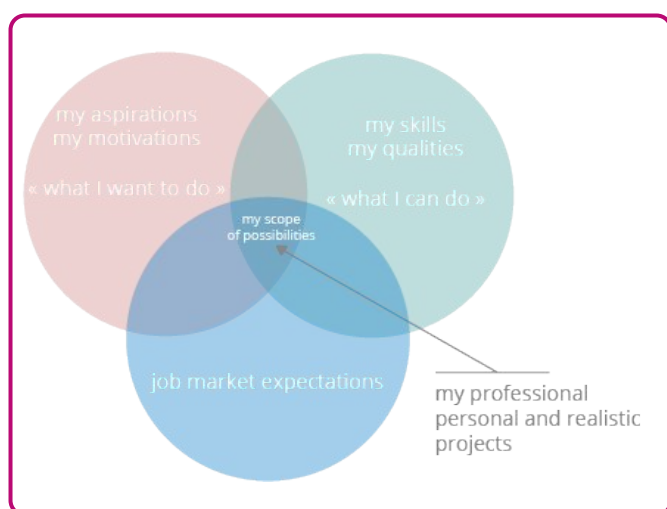 my aspirations
my motivations
« what I want to do »
my skills
my qualities
« what I can do »
my scope
of possibilities
job market expectations
my professional
personal and realistic
projects